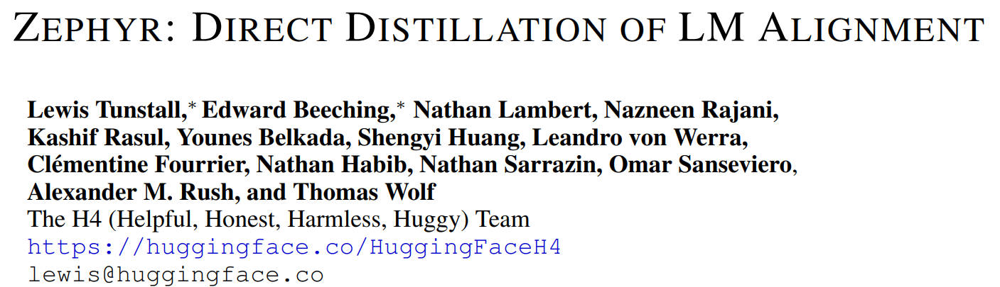 ZEPHYR: DIRECT DISTILLATION OF LM ALIGNMENT
Lewis Tunstall,* Edward Beeching,* Nathan Lambert, Nazneen Rajani,
Kashif Rasul, Younes Belkada, Shengyi Huang, Leandro von Werra,
Clémentine Fourrier, Nathan Habib, Nathan Sarrazin, Omar Sanseviero,
Alexander M. Rush, and Thomas Wolf
The H4 (Helpful, Honest, Harmless, Huggy) Team
https://huggingface.co/HuggingFaceH4
lewis@huggingface.co